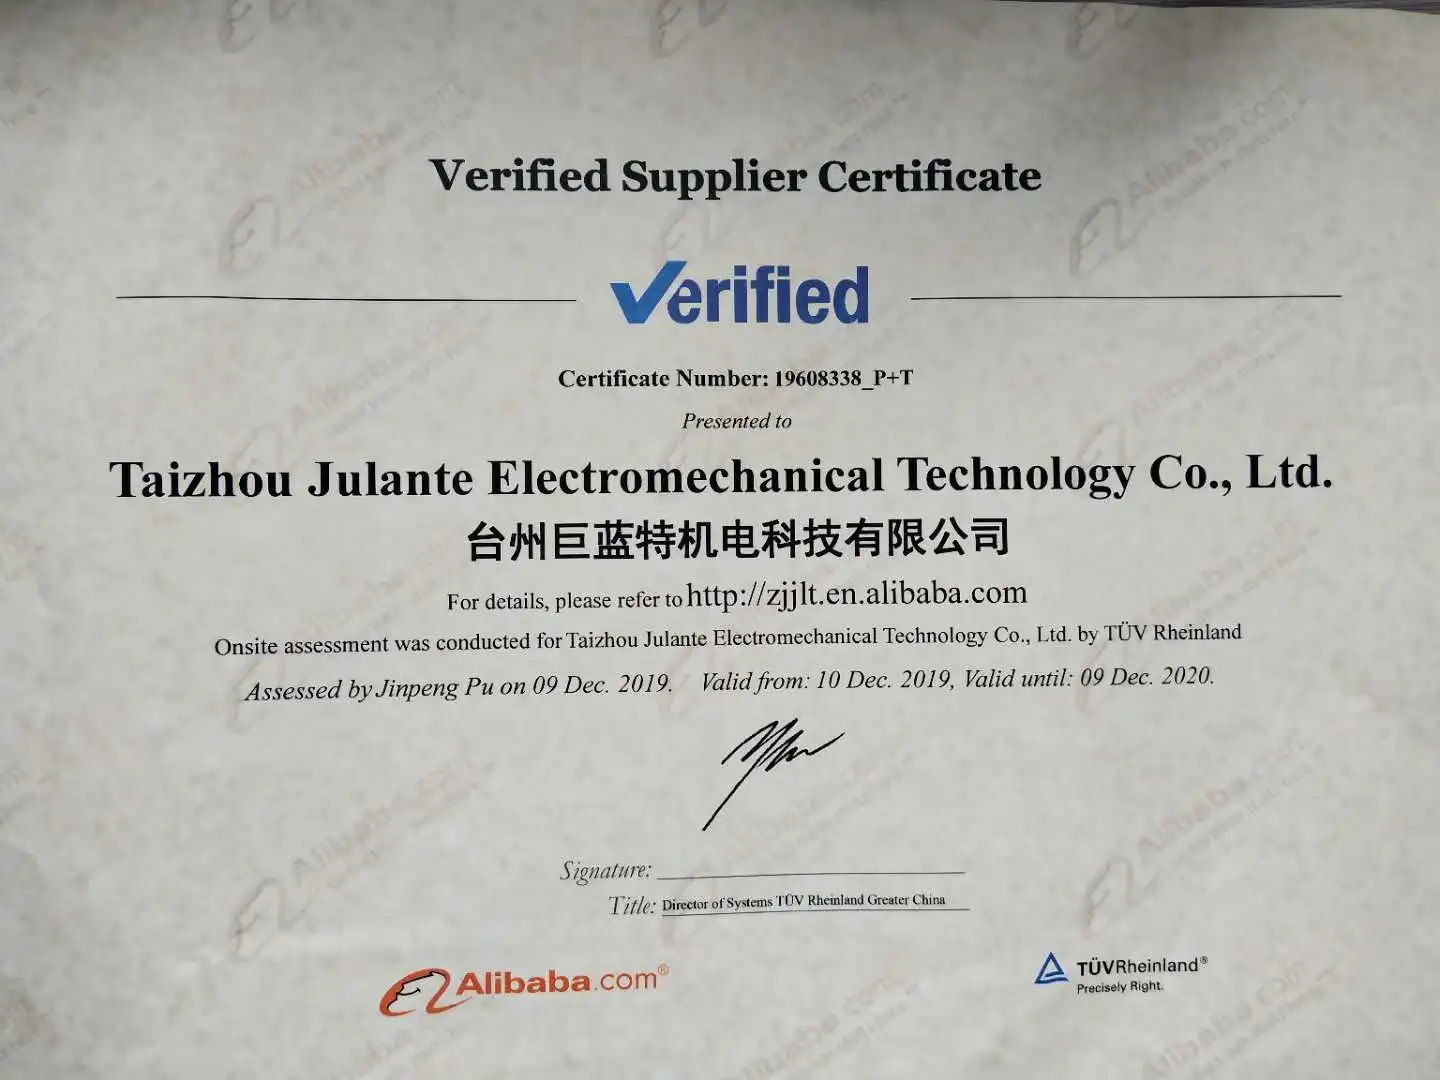 Verified Supplier Certificate
Verified
Certificate Number: 19608338_P+T
Presented to
Taizhou Julante Electromechanical Technology Co., Ltd.
台州巨蓝特机电科技有限公司
For details, please refer to http://zjjlt.en.alibaba.com
Onsite assessment was conducted for Taizhou Julante Electromechanical Technology Co., Ltd. by TÜV Rheinland
Assessed by Jinpeng Pu on 09 Dec. 2019. Valid from: 10 Dec. 2019, Valid until: 09 Dec. 2020.
Signature:
Title: Director of Systems TÜV Rheinland Greater China
Alibaba.com®
TÜVRheinland®
Precisely Right.